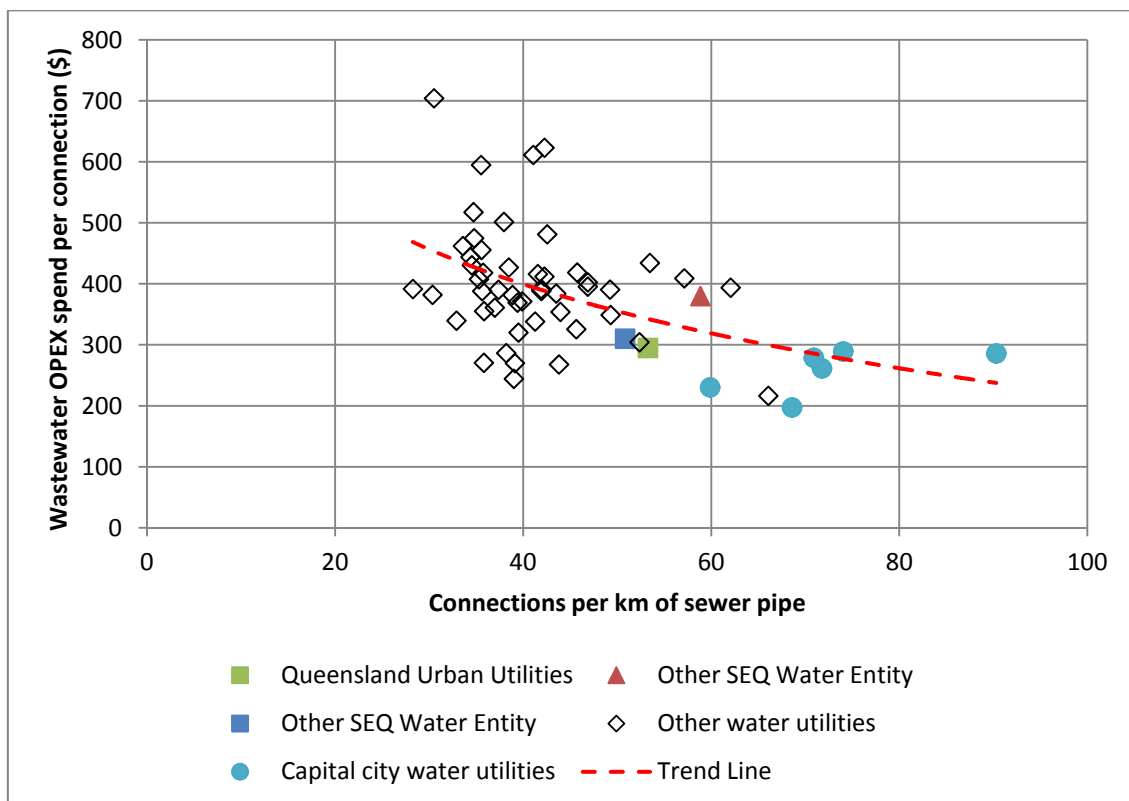 Wastewater OPEX spend per connection ($)
800
700
600
500
400
300
200
100
0
0 20 40 60 80 100
Connections per km of sewer pipe
Queensland Urban Utilities Other SEQ Water Entity
Other SEQ Water Entity Other water utilities
Capital city water utilities Trend Line